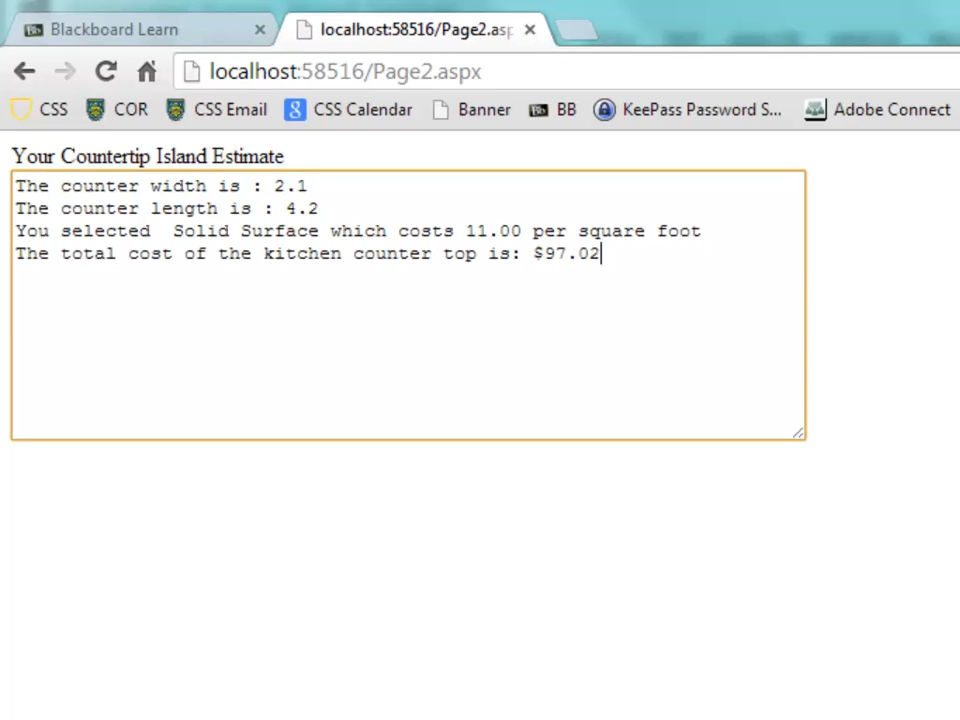 Blackboard Learn
localhost:58516/Page2.asp
localhost:58516/Page2.aspx
CSS COR CSS Email 8 CSS Calendar Banner Bb BB KeePass Password S... Adobe Connect
Your Countertip Island Estimate
The counter width is : 2.1
The counter length is : 4.2
You selected  Solid Surface which costs 11.00 per square foot
The total cost of the kitchen counter top is: $97.02